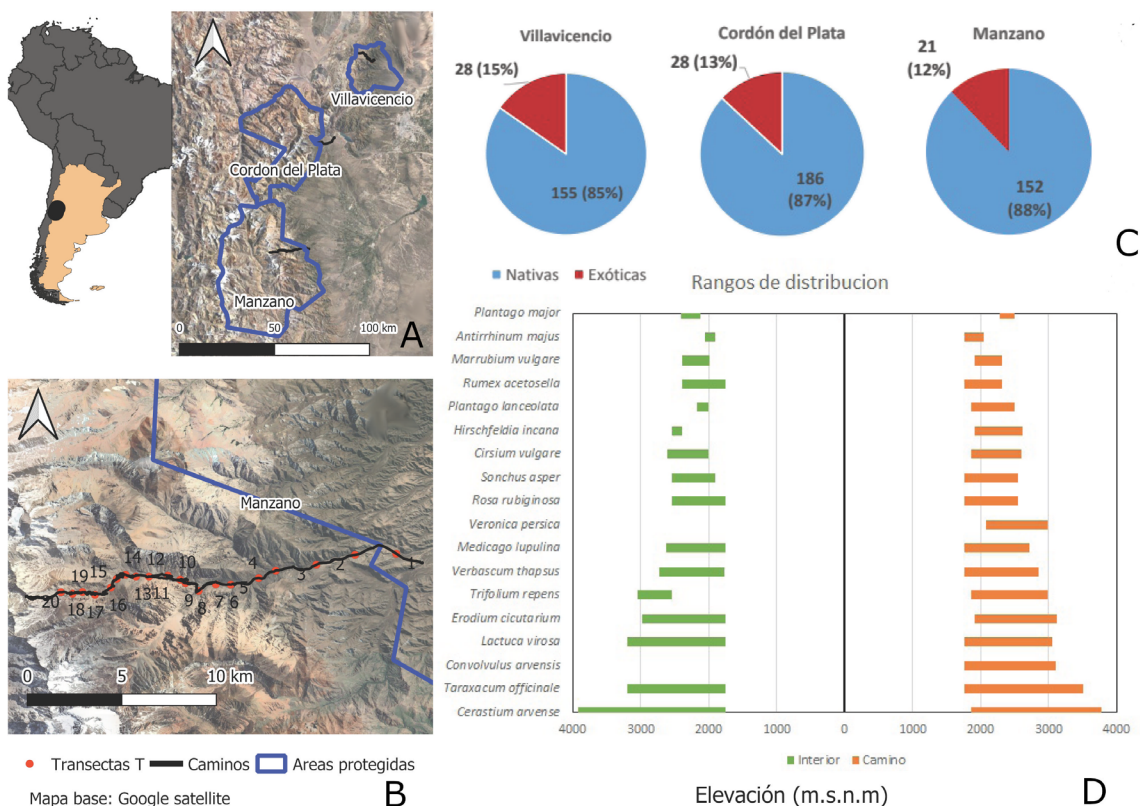 Villavicencio
Cordon del Plata
Manzano
0 50 100 km
A
Villavicencio
28 (15%)
155 (85%)
Cordón del Plata
28 (13%)
186
(87%)
Manzano
21
(12%)
152
(88%)
Nativas Exóticas
C
Manzano
1
2
3
4
5
6
7
8
9
10
11
12
13
14
15
16
17
18
19
20
0 5 10 km
Transectas T Caminos Areas protegidas
Mapa base: Google satellite
B
Rangos de distribucion
Plantago major
Antirrhinum majus
Marrubium vulgare
Rumex acetosella
Plantago lanceolata
Hirschfeldia incana
Cirsium vulgare
Sonchus asper
Rosa rubiginosa
Veronica persica
Medicago lupulina
Verbascum thapsus
Trifolium repens
Erodium cicutarium
Lactuca virosa
Convolvulus arvensis
Taraxacum officinale
Cerastium arvense
4000 3000 2000 1000 0 1000 2000 3000 4000
Interior Camino
Elevación (m.s.n.m)
D